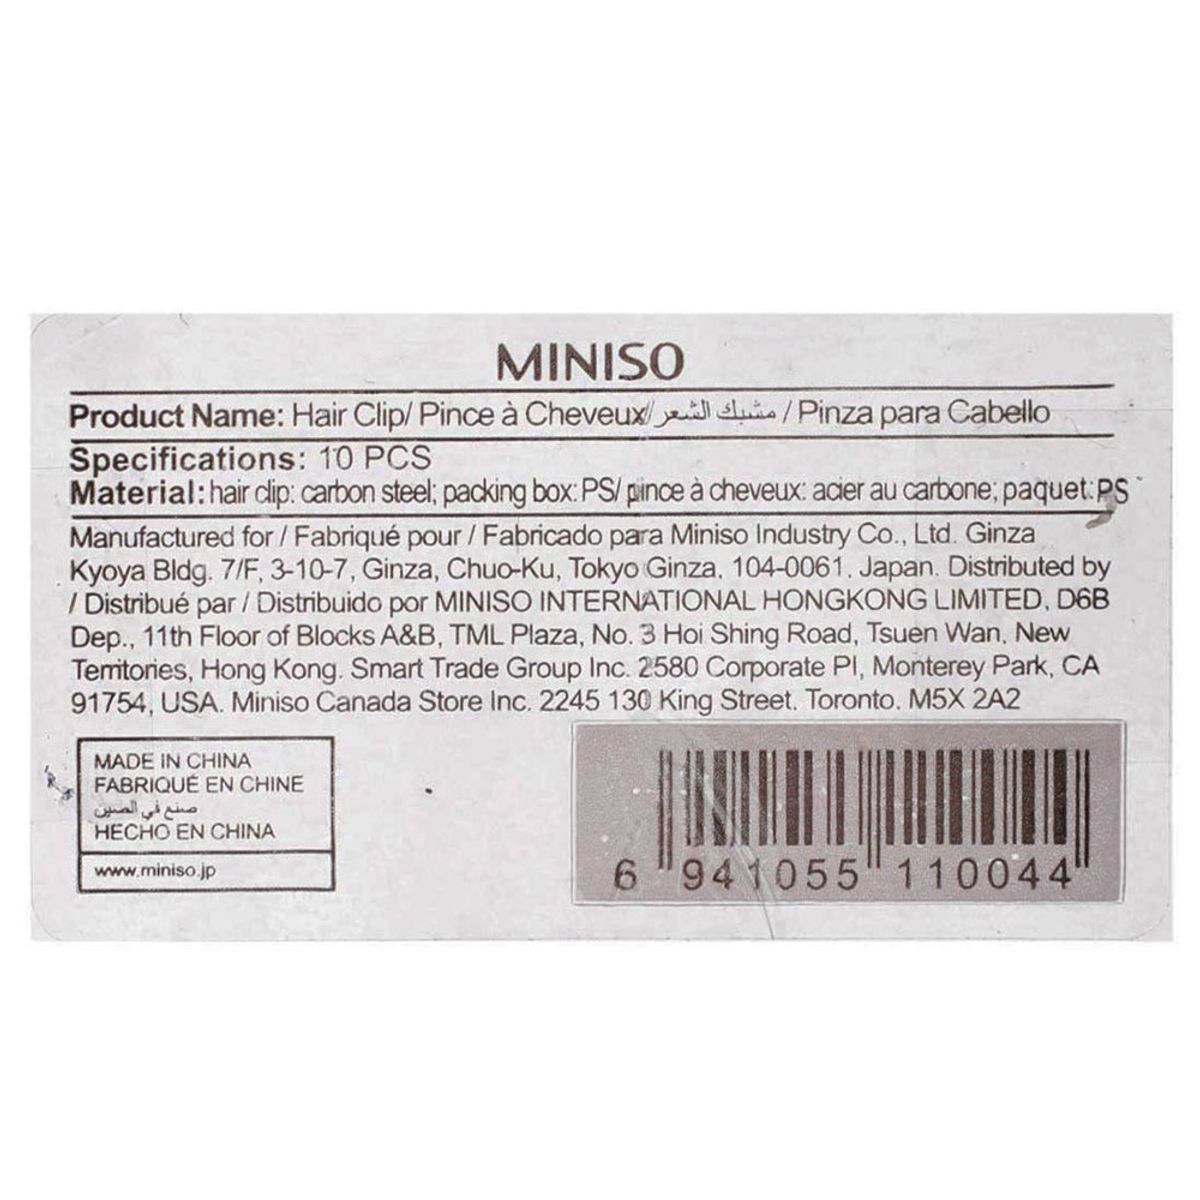 MINISO
Product Name: Hair Clip/ Pince à Cheveux/ مشبك الشعر / Pinza para Cabello
Specifications: 10 PCS
Material: hair clip: carbon steel; packing box: PS/ pince à cheveux: acier au carbone; paquet: PS
Manufactured for / Fabriqué pour / Fabricado para Miniso Industry Co., Ltd. Ginza
Kyoya Bldg. 7/F, 3-10-7, Ginza, Chuo-Ku, Tokyo Ginza, 104-0061, Japan. Distributed by
/ Distribué par / Distribuido por MINISO INTERNATIONAL HONGKONG LIMITED, D6B
Dep., 11th Floor of Blocks A&B, TML Plaza, No. 3 Hoi Shing Road, Tsuen Wan, New
Territories, Hong Kong. Smart Trade Group Inc. 2580 Corporate Pl, Monterey Park, CA
91754, USA. Miniso Canada Store Inc. 2245 130 King Street, Toronto, M5X 2A2
MADE IN CHINA
FABRIQUÉ EN CHINE
صنع في الصين
HECHO EN CHINA
www.miniso.jp
6 941055 110044